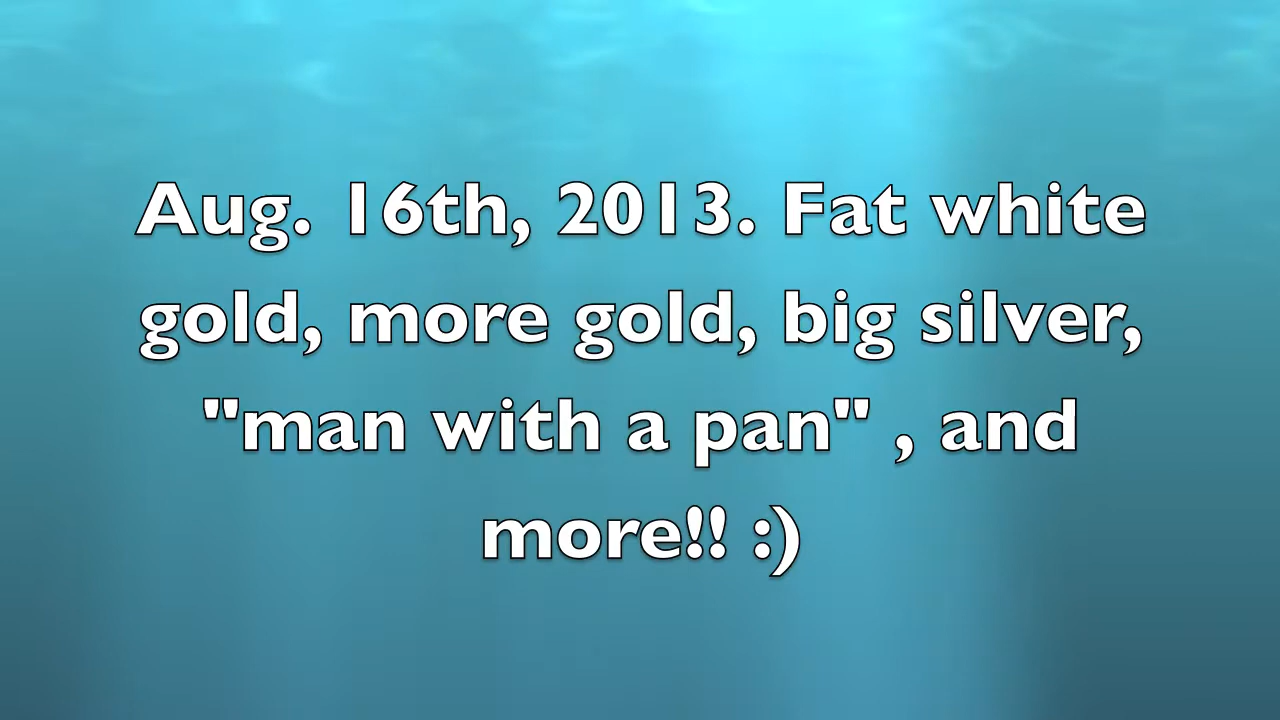 Aug. 16th, 2013. Fat white
gold, more gold, big silver,
"man with a pan" , and
more!! :)